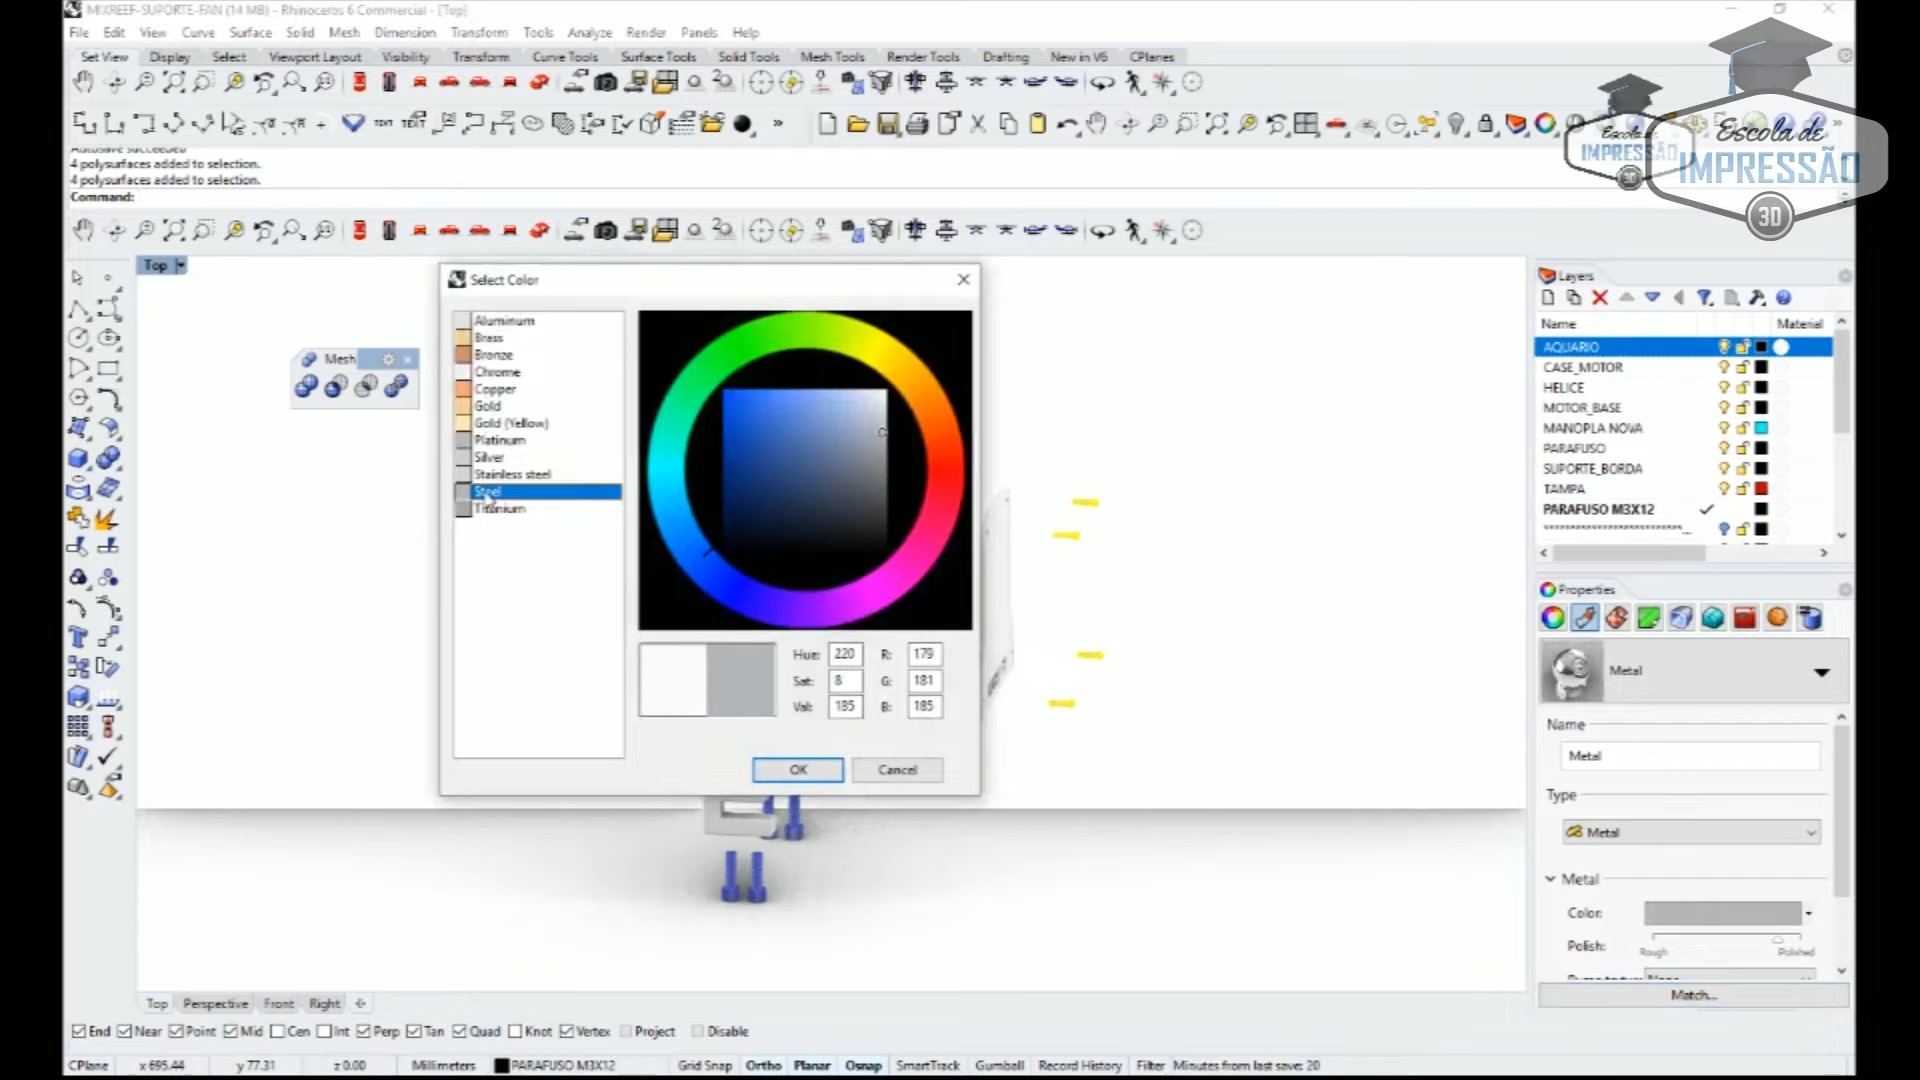 MIXREEF-SUPORTE-FAN (14 MB) - Rhinoceros 6 Commercial - [Top]
File Edit View Curve Surface Solid Mesh Dimension Transform Tools Analyze Render Panels Help
Set View Display Select Viewport Layout Visibility Transform Curve Tools Surface Tools Solid Tools Mesh Tools Render Tools Drafting New in V6 CPlanes
Escola de
IMPRESSÃO
3D
Escola de
IMPRESSÃO
3D
Autosave succeeded
4 polysurfaces added to selection.
4 polysurfaces added to selection.
Command:
Top
Select Color
Mesh
Aluminum
Brass
Bronze
Chrome
Copper
Gold
Gold (Yellow)
Platinum
Silver
Stainless steel
Steel
Titanium
Hue: 220 R: 179
Sat: 8 G: 181
Val: 185 B: 185
OK Cancel
Layers
Name Material
AQUARIO
CASE_MOTOR
HELICE
MOTOR_BASE
MANOPLA NOVA
PARAFUSO
SUPORTE_BORDA
TAMPA
PARAFUSO M3X12
Properties
Metal
Name
Metal
Type
Metal
Metal
Color:
Polish:
Rough Polished
Match...
Top Perspective Front Right
End Near Point Mid Cen Int Perp Tan Quad Knot Vertex Project Disable
CPlane x 695.44 y 77.31 z 0.00 Millimeters PARAFUSO M3X12 Grid Snap Ortho Planar Osnap SmartTrack Gumball Record History Filter Minutes from last save: 20